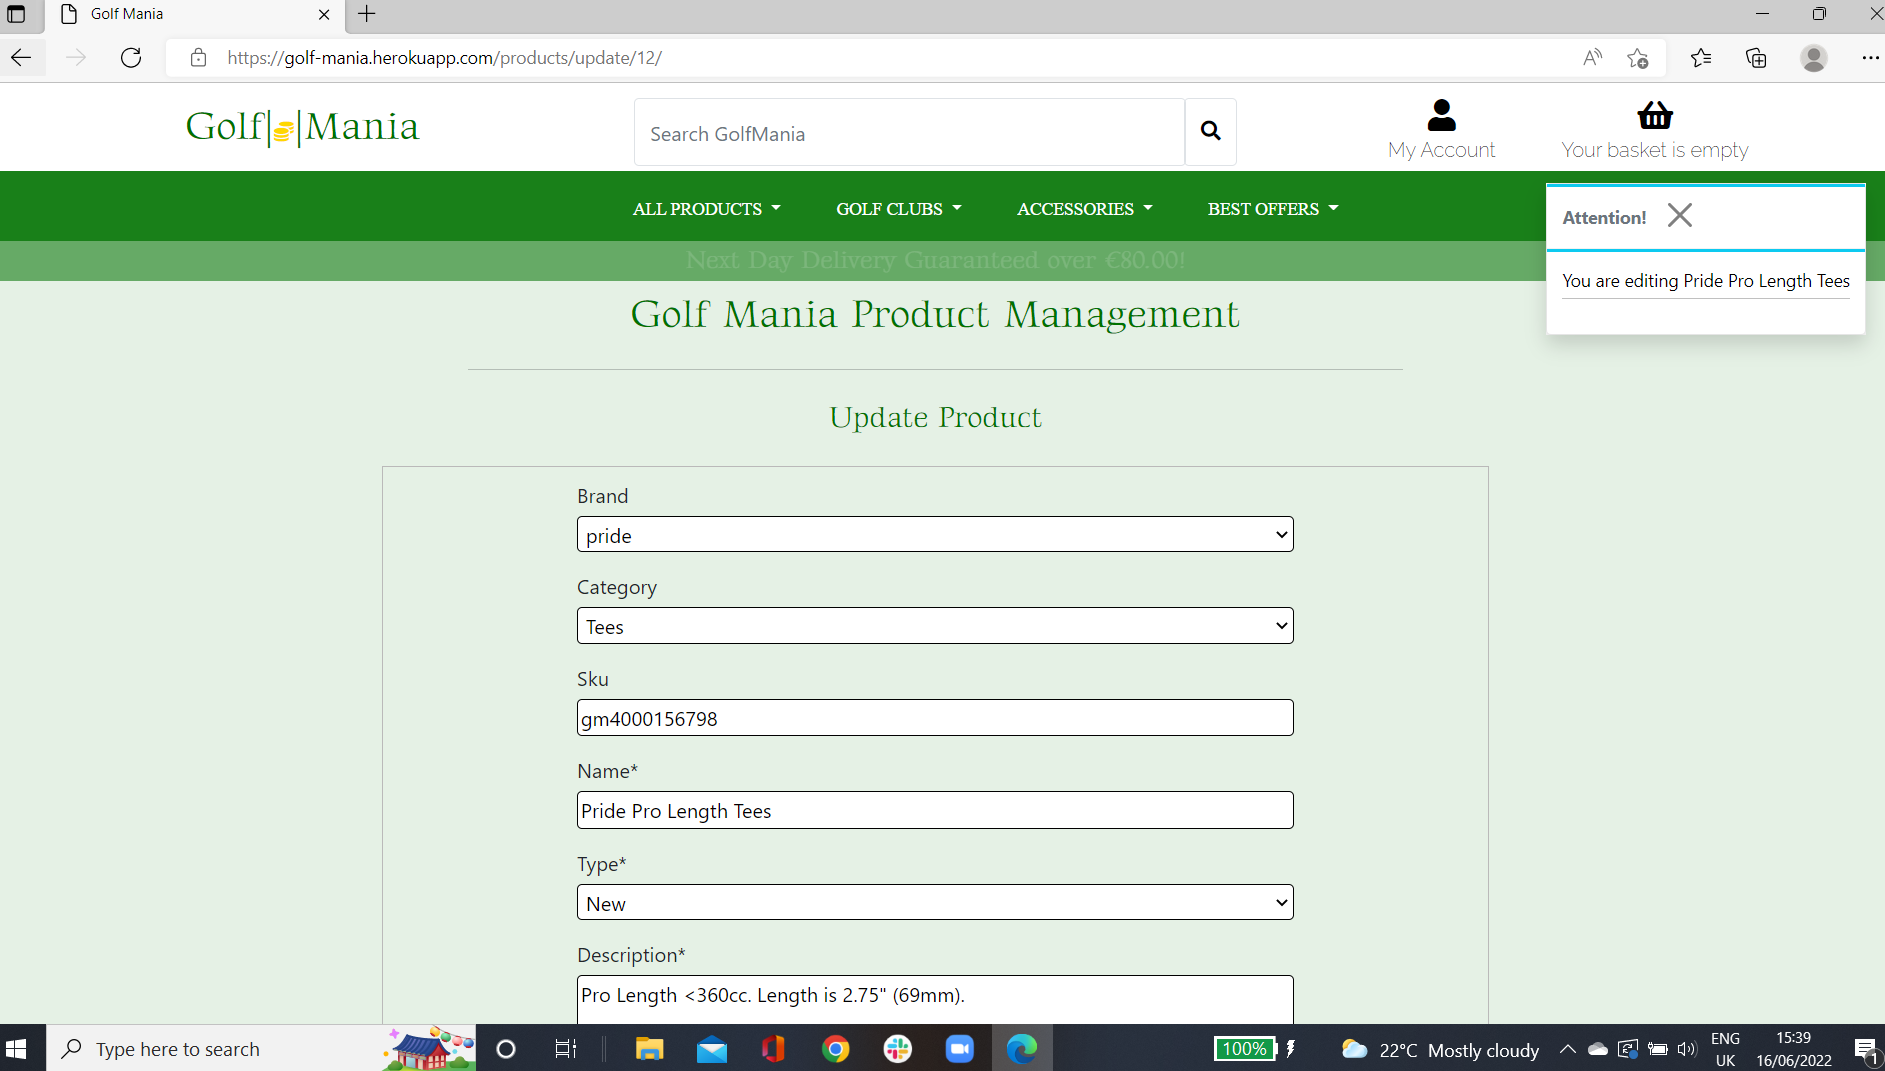 Golf Mania
https://golf-mania.herokuapp.com/products/update/12/
Golf Mania
Search GolfMania
My Account
Your basket is empty
ALL PRODUCTS
GOLF CLUBS
ACCESSORIES
BEST OFFERS
Attention!
You are editing Pride Pro Length Tees
Next Day Delivery Guaranteed over €80.00!
Golf Mania Product Management
Update Product
Brand
pride
Category
Tees
Sku
gm4000156798
Name*
Pride Pro Length Tees
Type*
New
Description*
Pro Length <360cc. Length is 2.75" (69mm).
Type here to search
100%
22°C Mostly cloudy
ENG
UK
15:39
16/06/2022
1